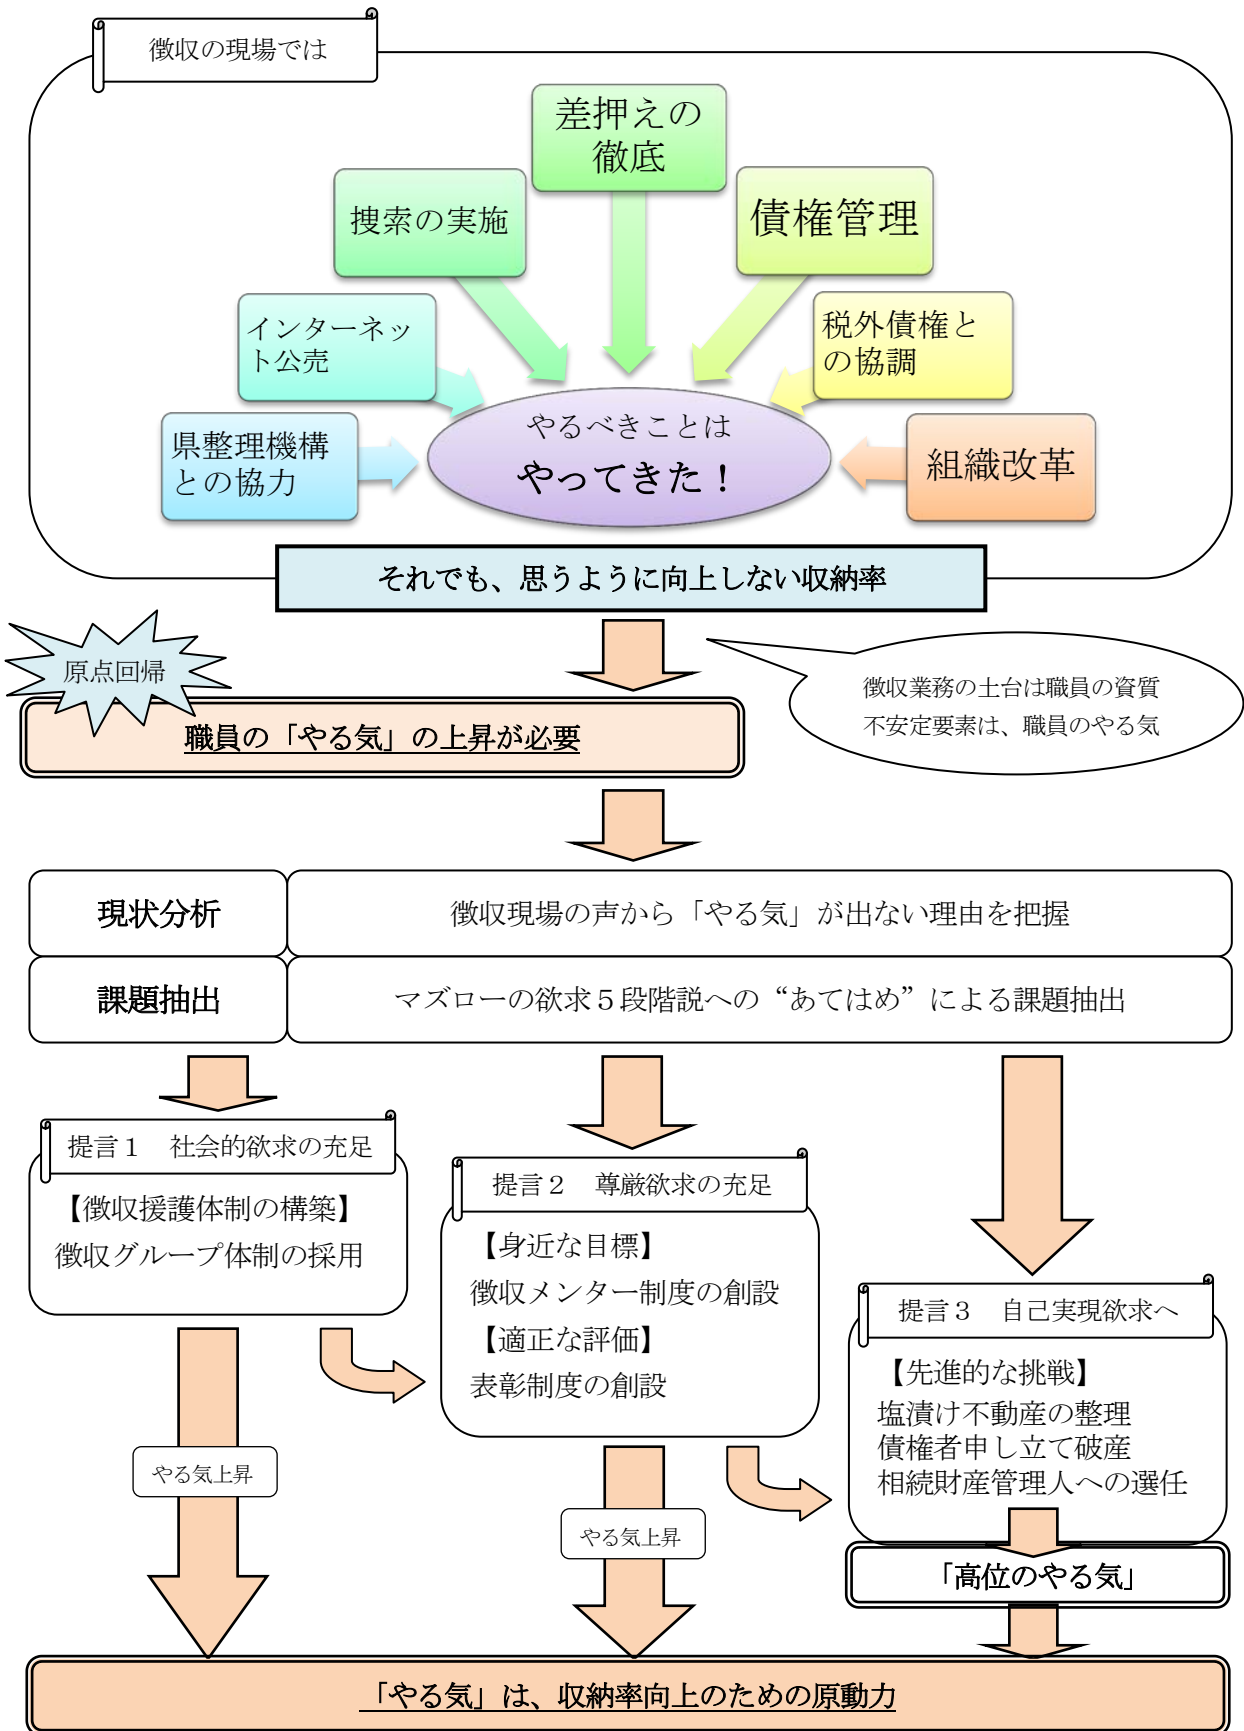 徴収の現場では
差押えの
徹底
捜索の実施
債権管理
インターネッ
ト公売
税外債権と
の協調
県整理機構
との協力
やるべきことは
やってきた！
組織改革
それでも、思うように向上しない収納率
原点回帰
徴収業務の土台は職員の資質
不安定要素は、職員のやる気
職員の「やる気」の上昇が必要
現状分析
徴収現場の声から「やる気」が出ない理由を把握
課題抽出
マズローの欲求５段階説への“あてはめ”による課題抽出
提言１　社会的欲求の充足
【徴収援護体制の構築】
徴収グループ体制の採用
提言２　尊厳欲求の充足
【身近な目標】
徴収メンター制度の創設
【適正な評価】
表彰制度の創設
提言３　自己実現欲求へ
【先進的な挑戦】
塩漬け不動産の整理
債権者申し立て破産
相続財産管理人への選任
やる気上昇
やる気上昇
「高位のやる気」
「やる気」は、収納率向上のための原動力